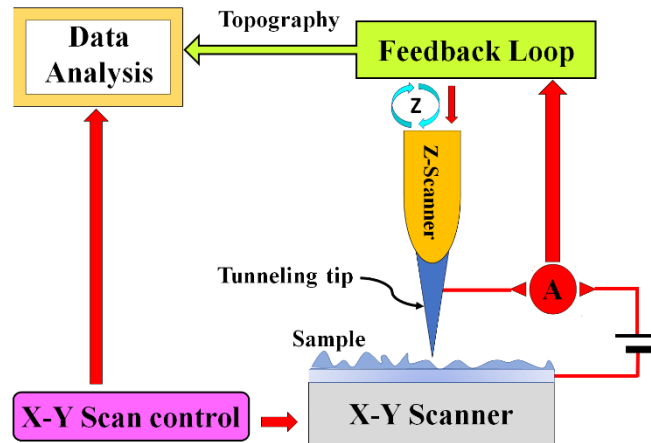 Topography
Data
Analysis
Feedback Loop
Z
Z-Scanner
Tunneling tip
A
Sample
X-Y Scan control
X-Y Scanner